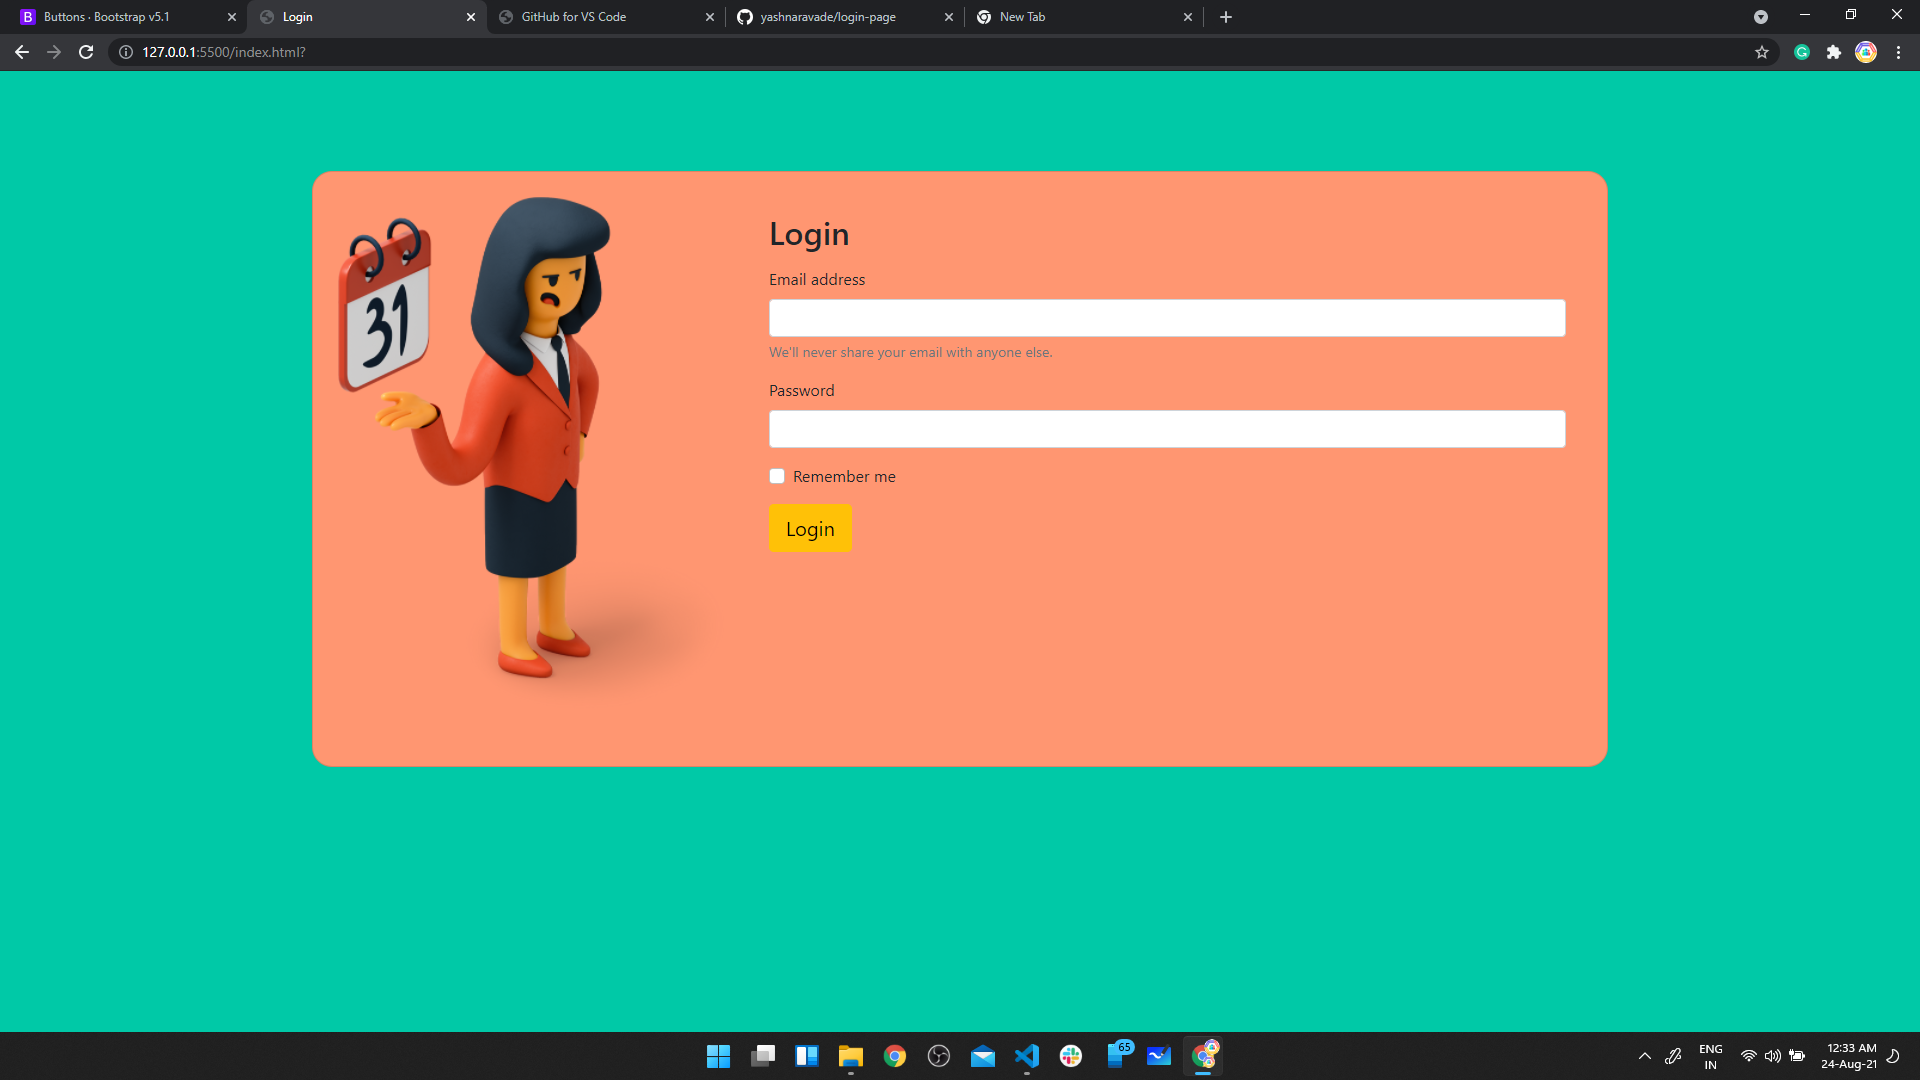 B Buttons · Bootstrap v5.1
Login
GitHub for VS Code
yashnaravade/login-page
New Tab
127.0.0.1:5500/index.html?
31
Login
Email address
We'll never share your email with anyone else.
Password
Remember me
Login
65
ENG
IN
12:33 AM
24-Aug-21